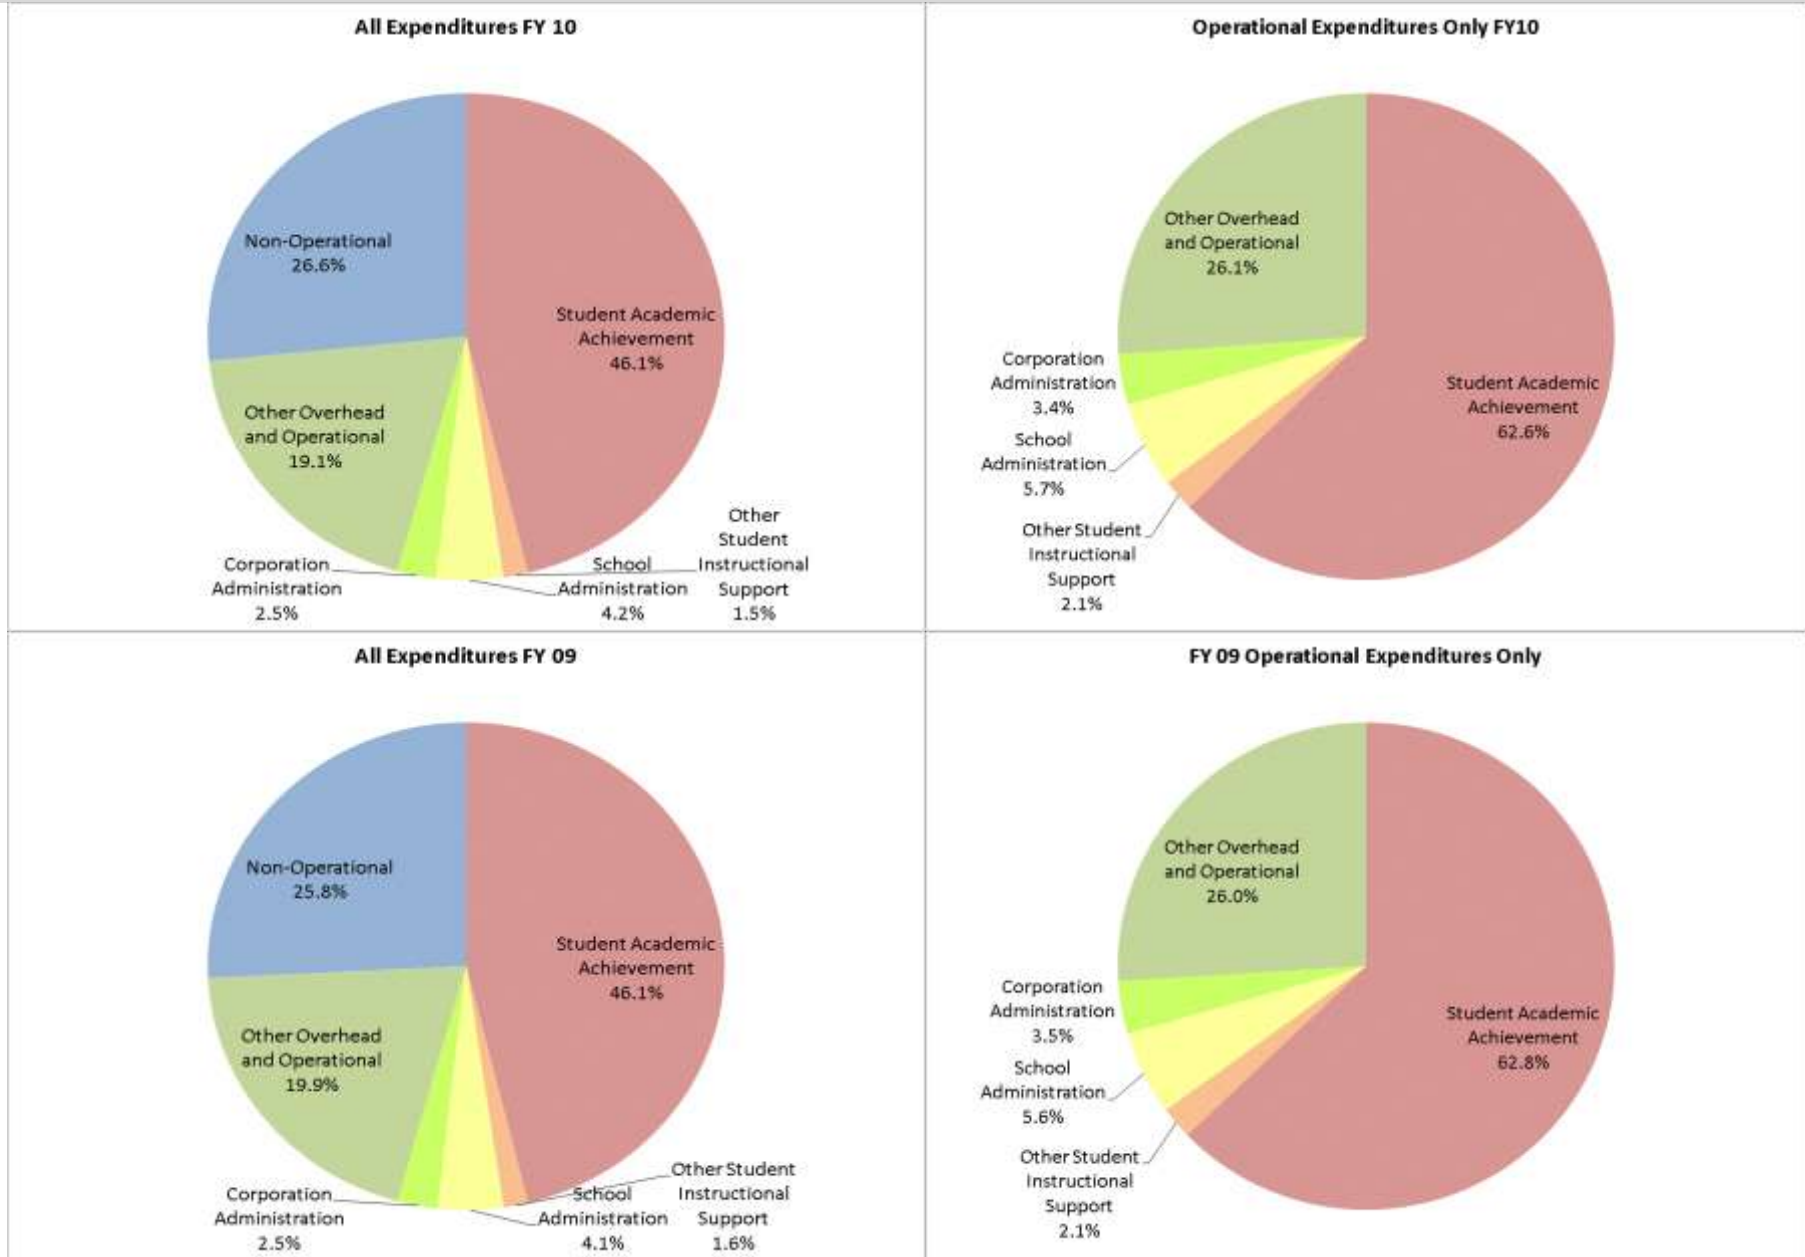 All Expenditures FY 10
Non-Operational
26.6%
Student Academic
Achievement
46.1%
Other Overhead
and Operational
19.1%
Corporation
Administration
2.5%
School
Administration
4.2%
Other
Student
Instructional
Support
1.5%
Operational Expenditures Only FY10
Other Overhead
and Operational
26.1%
Corporation
Administration
3.4%
School
Administration
5.7%
Other Student
Instructional
Support
2.1%
Student Academic
Achievement
62.6%
All Expenditures FY 09
Non-Operational
25.8%
Student Academic
Achievement
46.1%
Other Overhead
and Operational
19.9%
Corporation
Administration
2.5%
School
Administration
4.1%
Other Student
Instructional
Support
1.6%
FY 09 Operational Expenditures Only
Other Overhead
and Operational
26.0%
Corporation
Administration
3.5%
School
Administration
5.6%
Other Student
Instructional
Support
2.1%
Student Academic
Achievement
62.8%